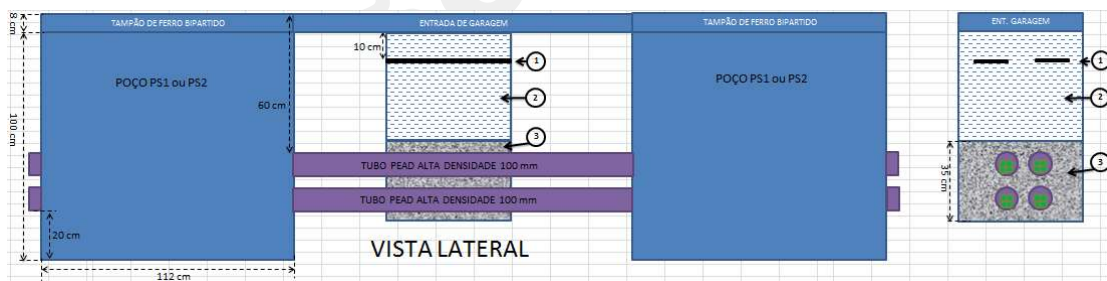 TAMPÃO DE FERRO BIPARTIDO
ENTRADA DE GARAGEM
TAMPÃO DE FERRO BIPARTIDO
ENT. GARAGEM
8 cm
10 cm
1
1
POÇO PS1 ou PS2
POÇO PS1 ou PS2
60 cm
2
2
100 cm
3
3
TUBO PEAD ALTA DENSIDADE 100 mm
TUBO PEAD ALTA DENSIDADE 100 mm
35 cm
20 cm
VISTA LATERAL
112 cm